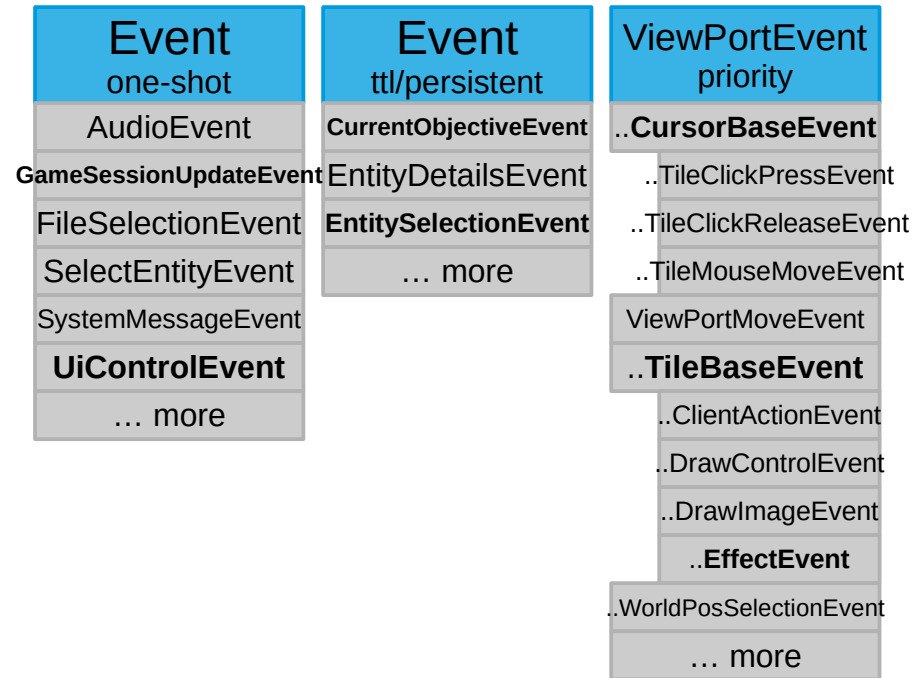 Event
one-shot
AudioEvent
GameSessionUpdateEvent
FileSelectionEvent
SelectEntityEvent
SystemMessageEvent
UiControlEvent
… more
Event
ttl/persistent
CurrentObjectiveEvent
EntityDetailsEvent
EntitySelectionEvent
… more
ViewPortEvent
priority
..CursorBaseEvent
..TileClickPressEvent
..TileClickReleaseEvent
..TileMouseMoveEvent
ViewPortMoveEvent
..TileBaseEvent
..ClientActionEvent
..DrawControlEvent
..DrawImageEvent
..EffectEvent
..WorldPosSelectionEvent
… more